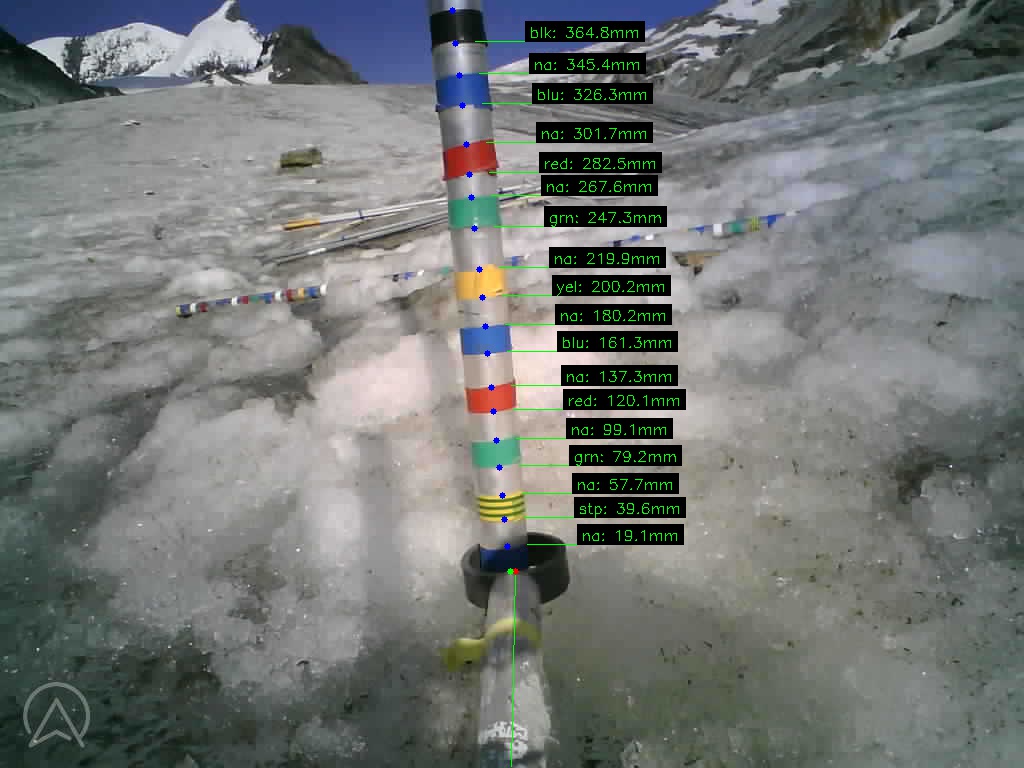 blk: 364.8mm
na: 345.4mm
blu: 326.3mm
na: 301.7mm
red: 282.5mm
na: 267.6mm
grn: 247.3mm
na: 219.9mm
yel: 200.2mm
na: 180.2mm
blu: 161.3mm
na: 137.3mm
red: 120.1mm
na: 99.1mm
grn: 79.2mm
na: 57.7mm
stp: 39.6mm
na: 19.1mm